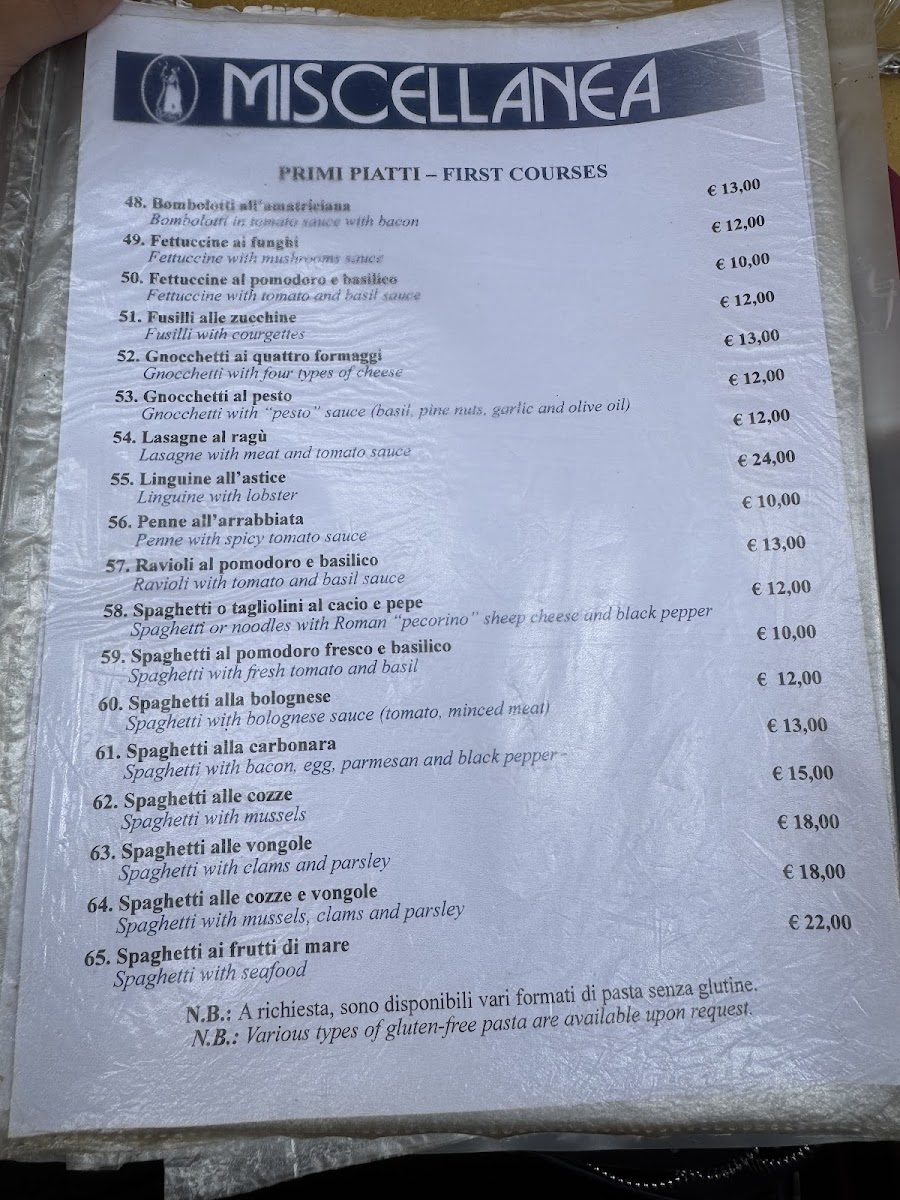 MISCELLANEA
PRIMI PIATTI – FIRST COURSES
48. Bombolotti all'amatriciana € 13,00
Bombolotti in tomato sauce with bacon
49. Fettuccine ai funghi € 12,00
Fettuccine with mushrooms sauce
50. Fettuccine al pomodoro e basilico € 10,00
Fettuccine with tomato and basil sauce
51. Fusilli alle zucchine € 12,00
Fusilli with courgettes
52. Gnocchetti ai quattro formaggi € 13,00
Gnocchetti with four types of cheese
53. Gnocchetti al pesto € 12,00
Gnocchetti with "pesto" sauce (basil, pine nuts, garlic and olive oil)
54. Lasagne al ragù € 12,00
Lasagne with meat and tomato sauce
55. Linguine all'astice € 24,00
Linguine with lobster
56. Penne all'arrabbiata € 10,00
Penne with spicy tomato sauce
57. Ravioli al pomodoro e basilico € 13,00
Ravioli with tomato and basil sauce
58. Spaghetti o tagliolini al cacio e pepe € 12,00
Spaghetti or noodles with Roman "pecorino" sheep cheese and black pepper
59. Spaghetti al pomodoro fresco e basilico € 10,00
Spaghetti with fresh tomato and basil
60. Spaghetti alla bolognese € 12,00
Spaghetti with bolognese sauce (tomato, minced meat)
61. Spaghetti alla carbonara € 13,00
Spaghetti with bacon, egg, parmesan and black pepper -
62. Spaghetti alle cozze € 15,00
Spaghetti with mussels
63. Spaghetti alle vongole € 18,00
Spaghetti with clams and parsley
64. Spaghetti alle cozze e vongole € 18,00
Spaghetti with mussels, clams and parsley
65. Spaghetti ai frutti di mare € 22,00
Spaghetti with seafood
N.B.: A richiesta, sono disponibili vari formati di pasta senza glutine.
N.B.: Various types of gluten-free pasta are available upon request.